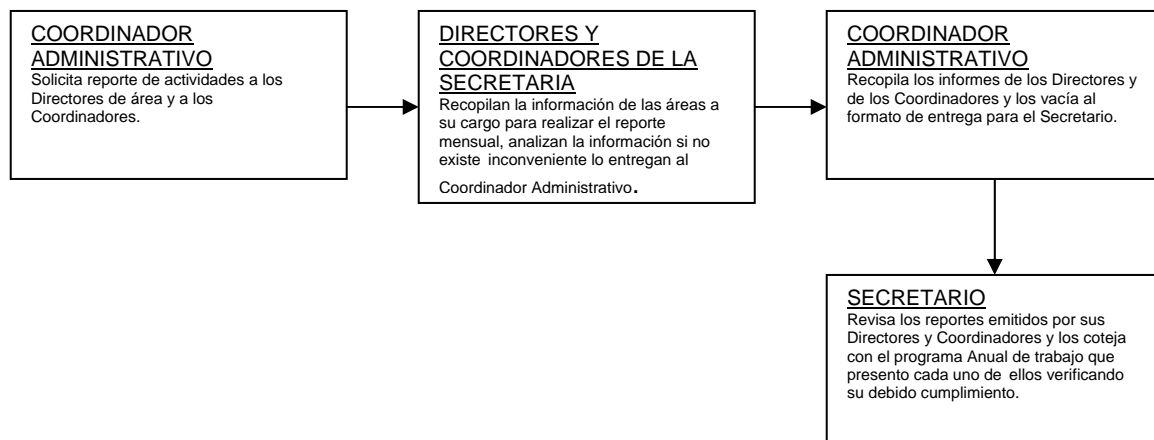 COORDINADOR
ADMINISTRATIVO
Solicita reporte de actividades a los
Directores de área y a los
Coordinadores.
DIRECTORES Y
COORDINADORES DE LA
SECRETARIA
Recopilan la información de las áreas a
su cargo para realizar el reporte
mensual, analizan la información si no
existe inconveniente lo entregan al
Coordinador Administrativo.
COORDINADOR
ADMINISTRATIVO
Recopila los informes de los Directores y
de los Coordinadores y los vacía al
formato de entrega para el Secretario.
SECRETARIO
Revisa los reportes emitidos por sus
Directores y Coordinadores y los coteja
con el programa Anual de trabajo que
presento cada uno de ellos verificando
su debido cumplimiento.